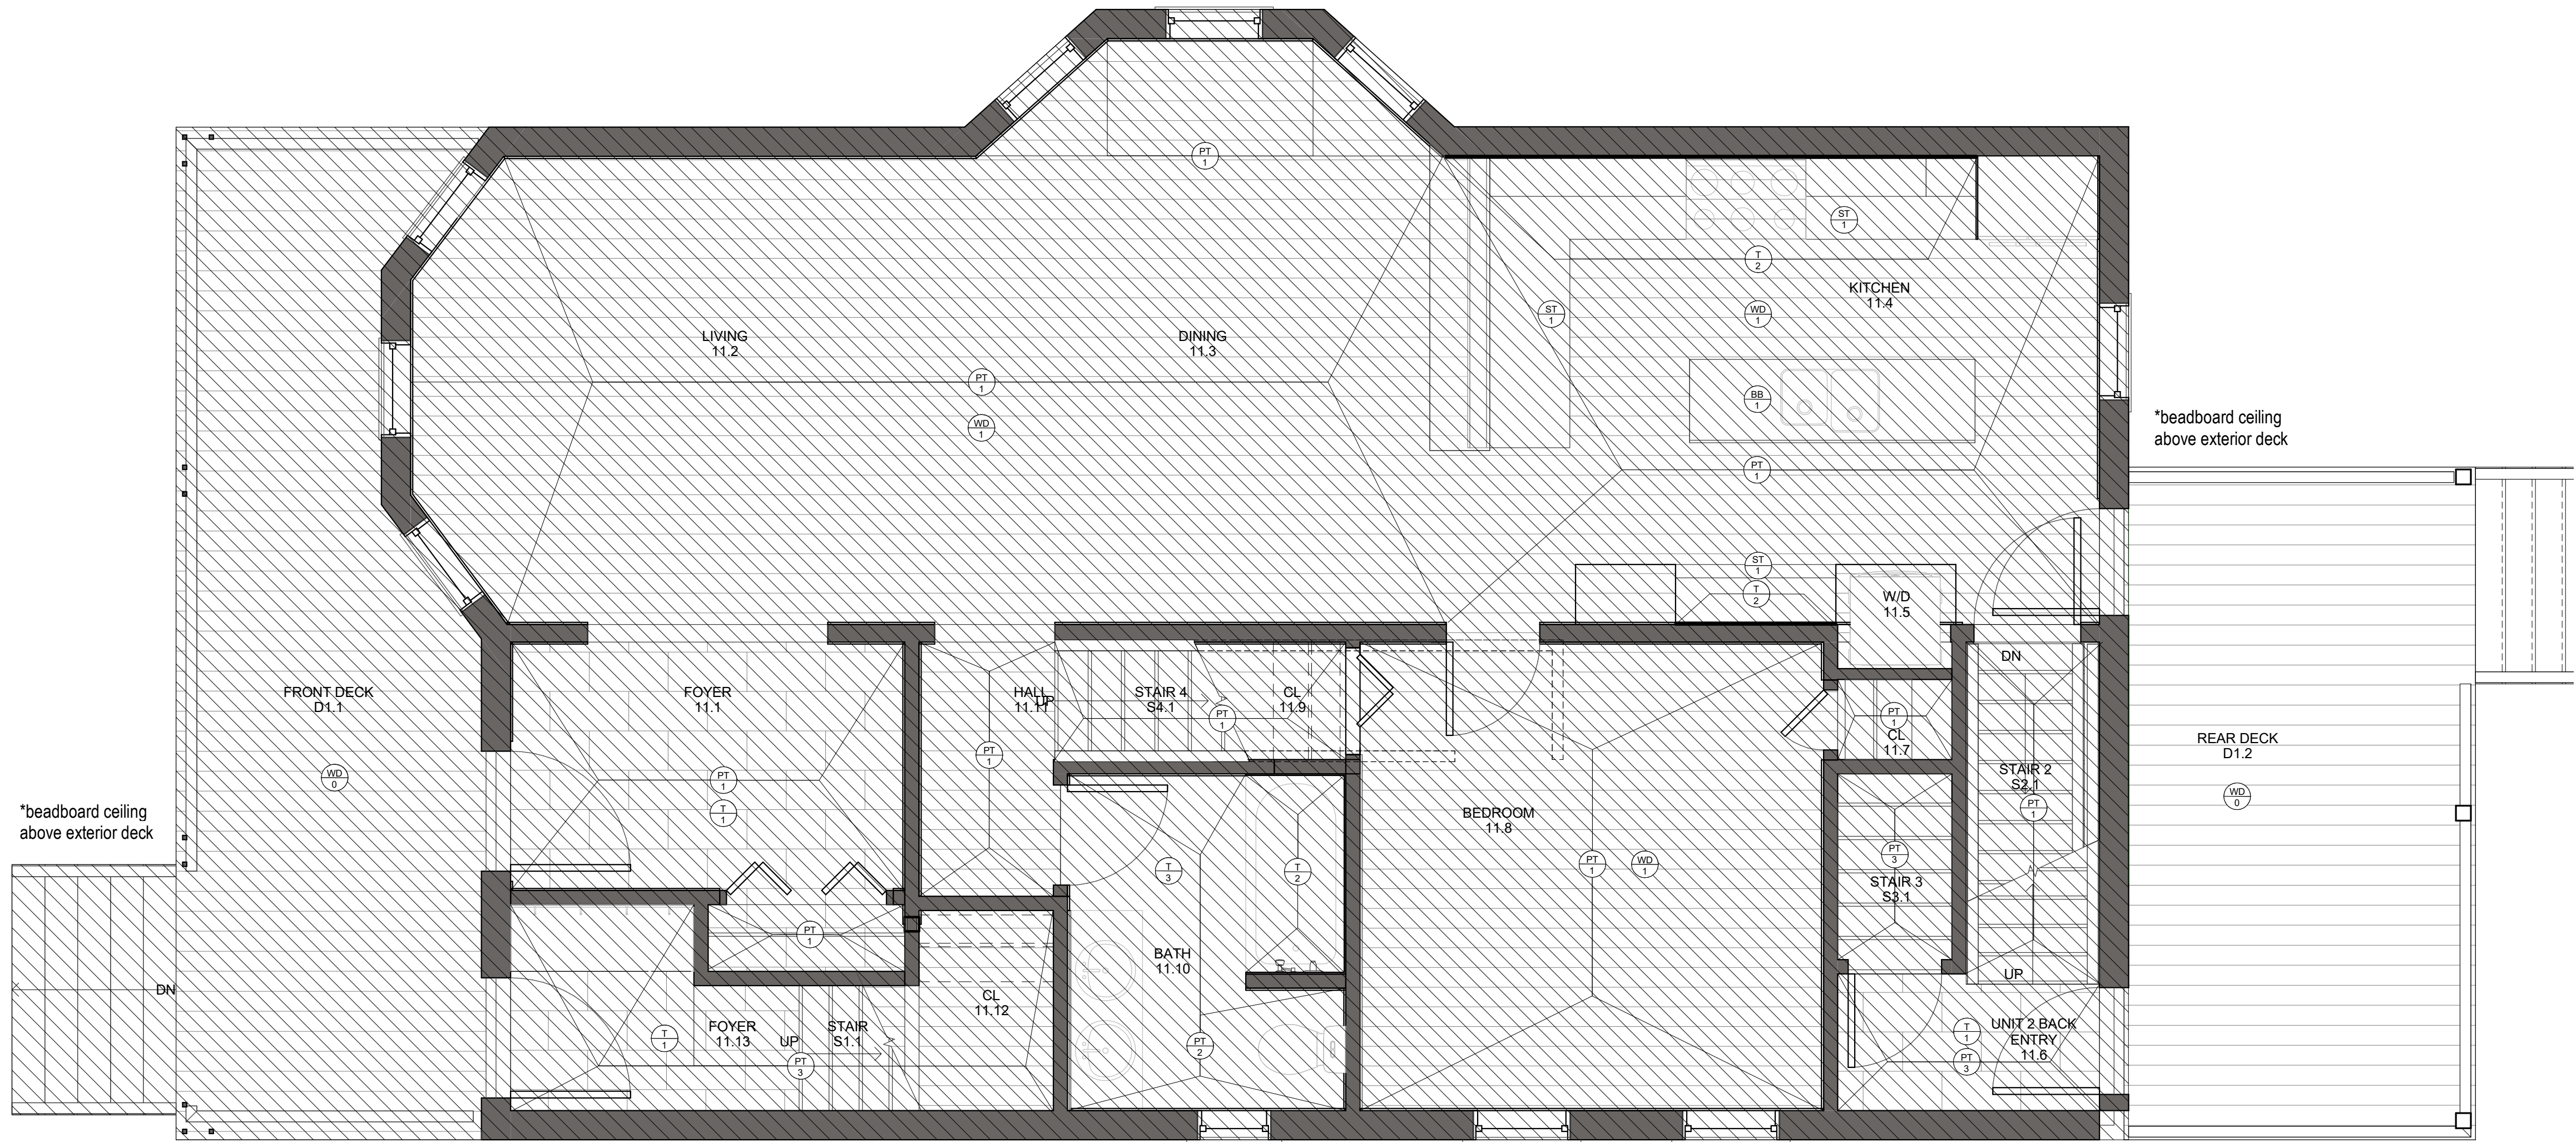 PT
1
ST
1
T
2
KITCHEN
11.4
ST
1
WD
1
LIVING
11.2
DINING
11.3
PT
1
BB
1
WD
1
*beadboard ceiling
above exterior deck
PT
1
ST
1
T
2
W/D
11.5
DN
FRONT DECK
D1.1
FOYER
11.1
HALL
11.11
UP
STAIR 4
S4.1
CL
11.9
PT
1
PT
1
CL
11.7
REAR DECK
D1.2
PT
1
WD
0
PT
1
T
1
STAIR 2
S2.1
PT
1
WD
0
*beadboard ceiling
above exterior deck
BEDROOM
11.8
T
3
T
2
PT
1
WD
1
PT
3
STAIR 3
S3.1
PT
1
BATH
11.10
DN
CL
11.12
UP
FOYER
11.13
T
1
UP
STAIR
S1.1
PT
3
PT
2
T
1
UNIT 2 BACK
ENTRY
11.6
PT
3